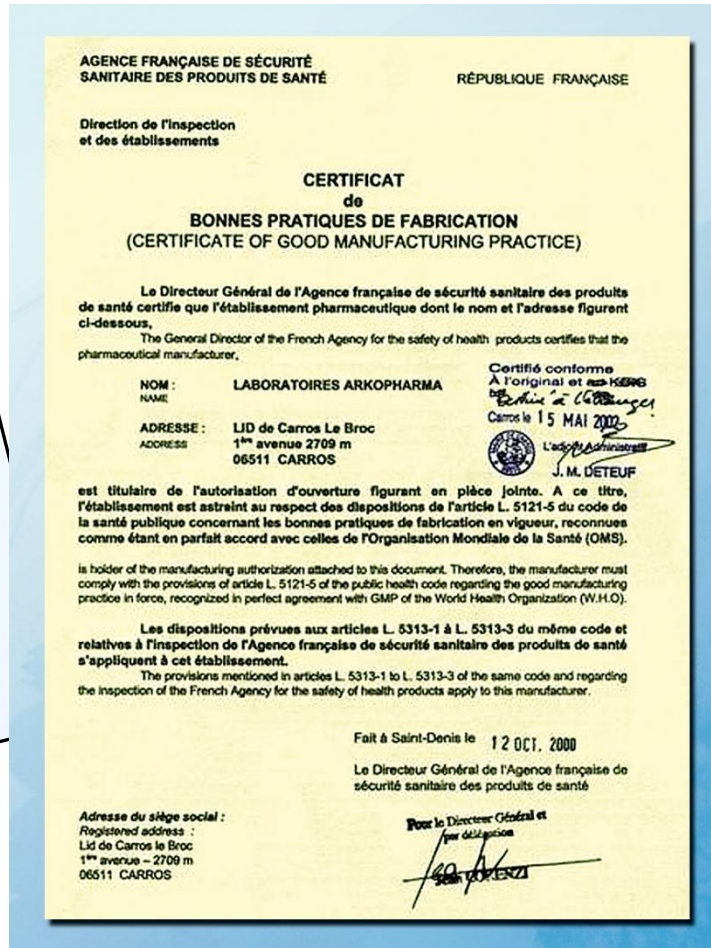 AGENCE FRANÇAISE DE SÉCURITÉ
SANITAIRE DES PRODUITS DE SANTÉ
RÉPUBLIQUE FRANÇAISE
Direction de l'inspection
et des établissements
CERTIFICAT
de
BONNES PRATIQUES DE FABRICATION
(CERTIFICATE OF GOOD MANUFACTURING PRACTICE)
Le Directeur Général de l'Agence française de sécurité sanitaire des produits
de santé certifie que l'établissement pharmaceutique dont le nom et l'adresse figurent
ci-dessous,
The General Director of the French Agency for the safety of health products certifies that the
pharmaceutical manufacturer,
NOM : LABORATOIRES ARKOPHARMA
NAME
ADRESSE : LID de Carros Le Broc
ADDRESS 1ère avenue 2709 m
06511 CARROS
Certifié conforme
À l'original et
Carros le 15 MAI 2002
L'adjoint Administratif
J. M. DETEUF
est titulaire de l'autorisation d'ouverture figurant en pièce jointe. A ce titre,
l'établissement est astreint au respect des dispositions de l'article L. 5121-5 du code de
la santé publique concernant les bonnes pratiques de fabrication en vigueur, reconnues
comme étant en parfait accord avec celles de l'Organisation Mondiale de la Santé (OMS).
is holder of the manufacturing authorization attached to this document. Therefore, the manufacturer must
comply with the provisions of article L. 5121-5 of the public health code regarding the good manufacturing
practice in force, recognized in perfect agreement with GMP of the World Health Organization (W.H.O).
Les dispositions prévues aux articles L. 5313-1 à L. 5313-3 du même code et
relatives à l'inspection de l'Agence française de sécurité sanitaire des produits de santé
s'appliquent à cet établissement.
The provisions mentioned in articles L. 5313-1 to L. 5313-3 of the same code and regarding
the inspection of the French Agency for the safety of health products apply to this manufacturer.
Fait à Saint-Denis le 12 OCT. 2000
Le Directeur Général de l'Agence française de
sécurité sanitaire des produits de santé
Adresse du siège social :
Registered address :
Lid de Carros le Broc
1ère avenue – 2709 m
06511 CARROS
Pour le Directeur Général et
par délégation